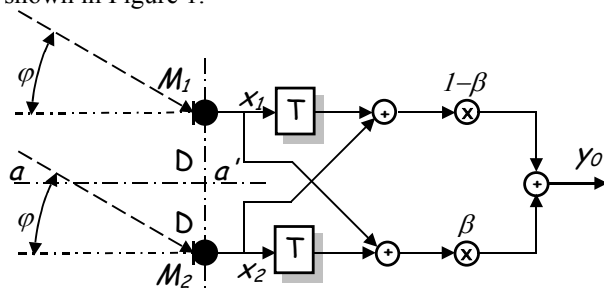 shown in Figure 1.
φ
M1
x1
T
+
1-β
x
D
a
a'
D
y0
+
φ
M2
x2
T
+
β
x